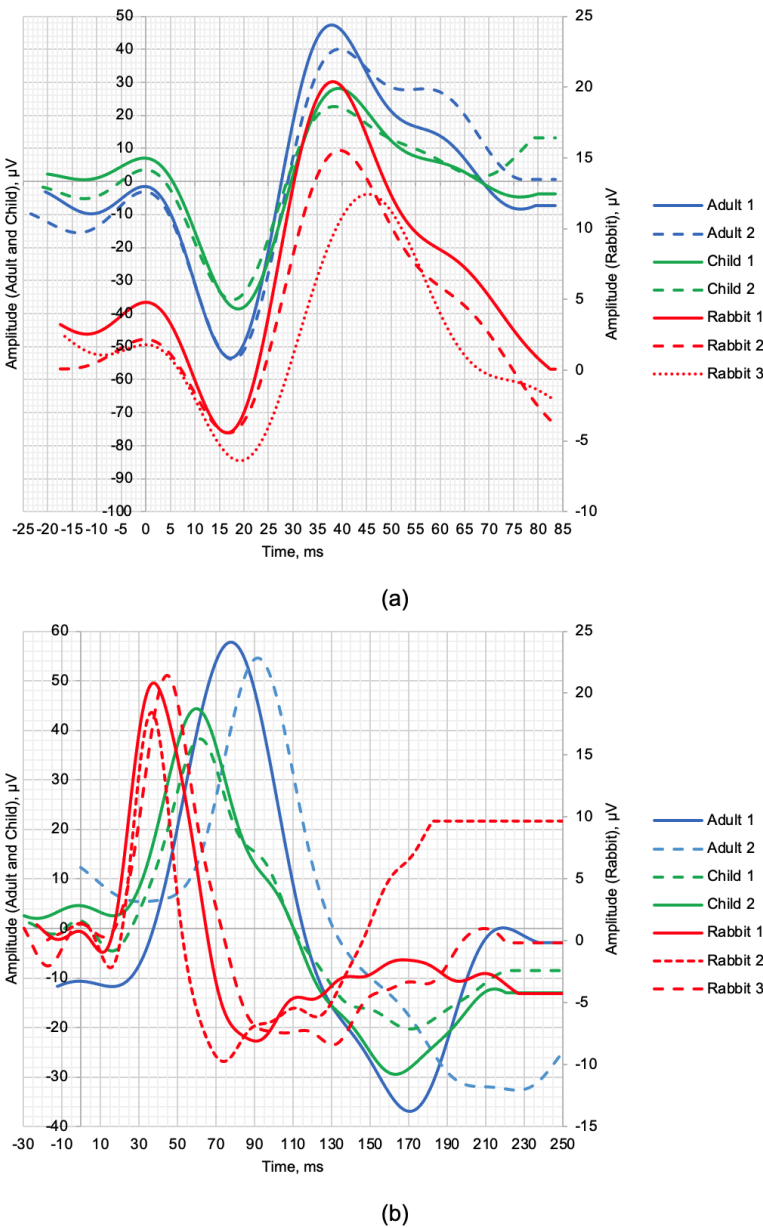 50
40
30
20
10
0
-10
-20
-30
-40
-50
-60
-70
-80
-90
-100
Amplitude (Adult and Child), µV
25
20
15
10
5
0
-5
-10
Amplitude (Rabbit), µV
-25 -20 -15 -10 -5 0 5 10 15 20 25 30 35 40 45 50 55 60 65 70 75 80 85
Time, ms
Adult 1
Adult 2
Child 1
Child 2
Rabbit 1
Rabbit 2
Rabbit 3
(a)
60
50
40
30
20
10
0
-10
-20
-30
-40
Amplitude (Adult and Child), µV
25
20
15
10
5
0
-5
-10
-15
Amplitude (Rabbit), µV
-30 -10 10 30 50 70 90 110 130 150 170 190 210 230 250
Time, ms
Adult 1
Adult 2
Child 1
Child 2
Rabbit 1
Rabbit 2
Rabbit 3
(b)